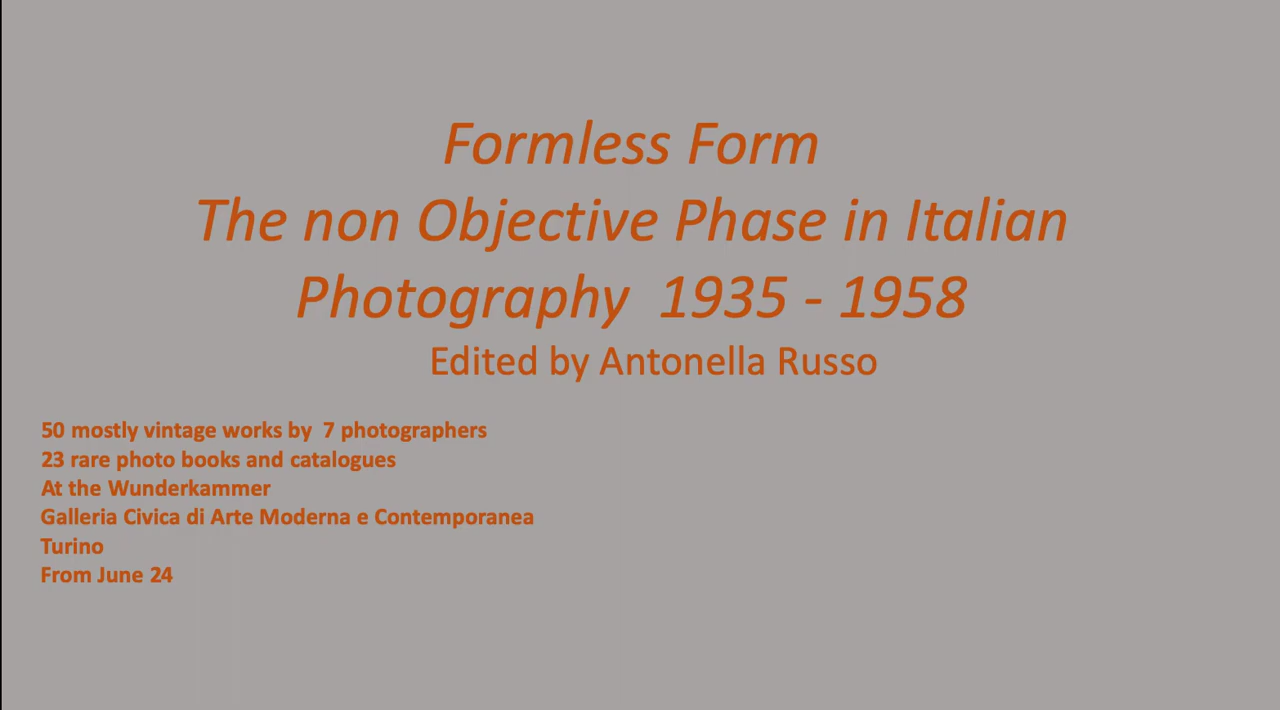 Formless Form
The non Objective Phase in Italian
Photography 1935 - 1958
Edited by Antonella Russo
50 mostly vintage works by 7 photographers
23 rare photo books and catalogues
At the Wunderkammer
Galleria Civica di Arte Moderna e Contemporanea
Turino
From June 24